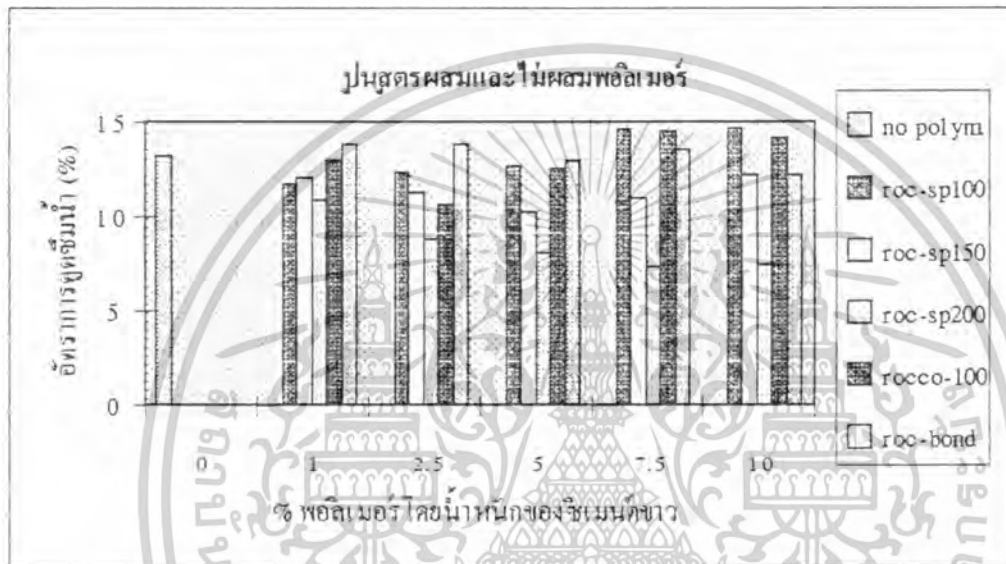 ปูนสูตรผสมและไม่ผสมพอลิเมอร์
อัตราการดูดซึมน้ำ (%)
15
10
5
0
0 1 2.5 5 7.5 10
% พอลิเมอร์โดยน้ำหนักของซีเมนต์ขาว
no polym
roc-sp100
roc-sp150
roc-sp200
rocco-100
roc-bond